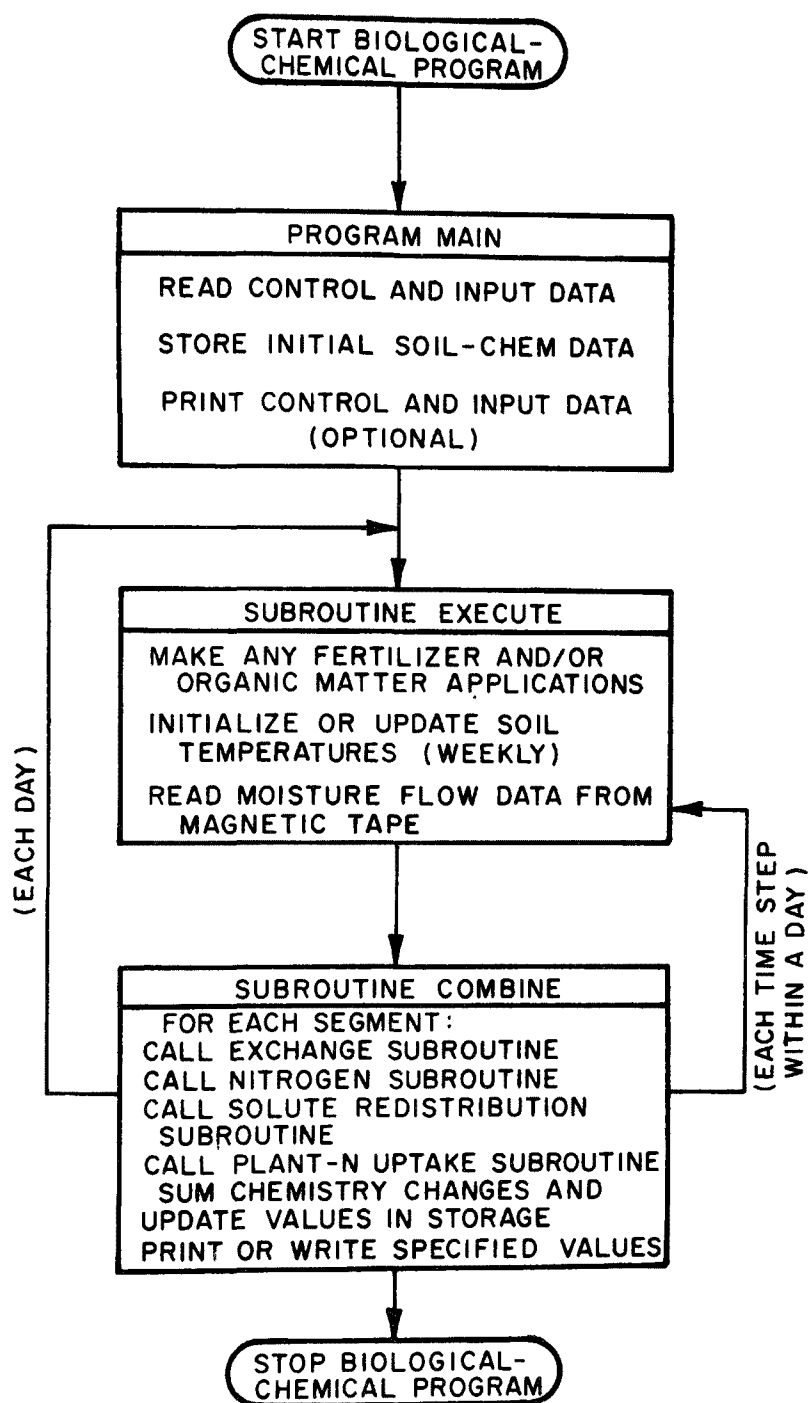 START BIOLOGICAL-
CHEMICAL PROGRAM
PROGRAM MAIN
READ CONTROL AND INPUT DATA
STORE INITIAL SOIL-CHEM DATA
PRINT CONTROL AND INPUT DATA
(OPTIONAL)
SUBROUTINE EXECUTE
MAKE ANY FERTILIZER AND/OR
ORGANIC MATTER APPLICATIONS
INITIALIZE OR UPDATE SOIL
TEMPERATURES (WEEKLY)
READ MOISTURE FLOW DATA FROM
MAGNETIC TAPE
(EACH DAY)
(EACH TIME STEP
WITHIN A DAY)
SUBROUTINE COMBINE
FOR EACH SEGMENT:
CALL EXCHANGE SUBROUTINE
CALL NITROGEN SUBROUTINE
CALL SOLUTE REDISTRIBUTION
SUBROUTINE
CALL PLANT-N UPTAKE SUBROUTINE
SUM CHEMISTRY CHANGES AND
UPDATE VALUES IN STORAGE
PRINT OR WRITE SPECIFIED VALUES
STOP BIOLOGICAL-
CHEMICAL PROGRAM